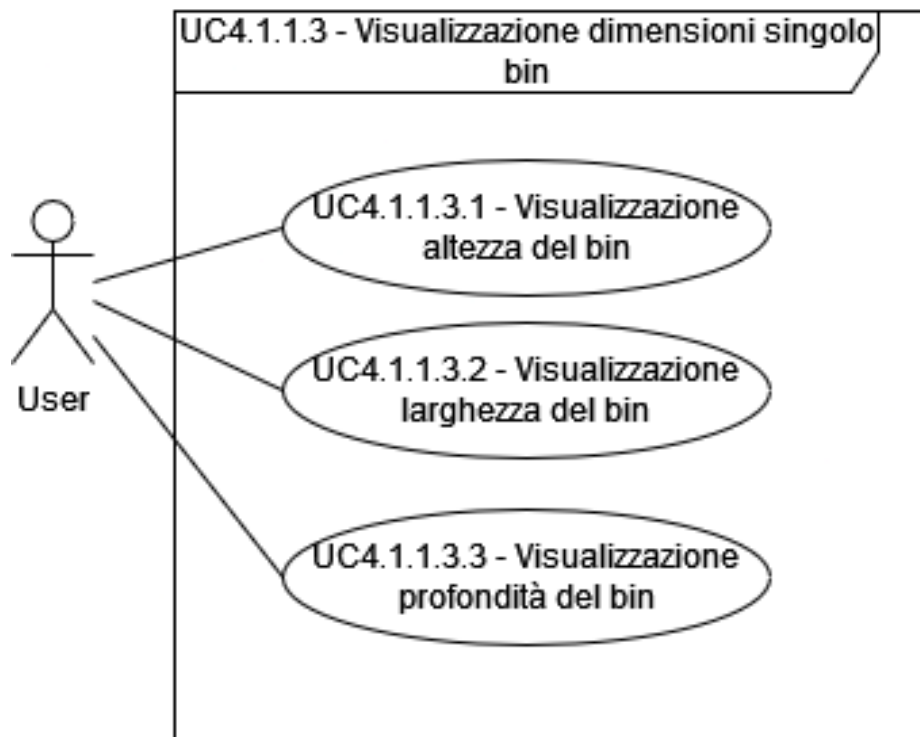 UC4.1.1.3 - Visualizzazione dimensioni singolo
bin
UC4.1.1.3.1 - Visualizzazione
altezza del bin
UC4.1.1.3.2 - Visualizzazione
larghezza del bin
User
UC4.1.1.3.3 - Visualizzazione
profondità del bin